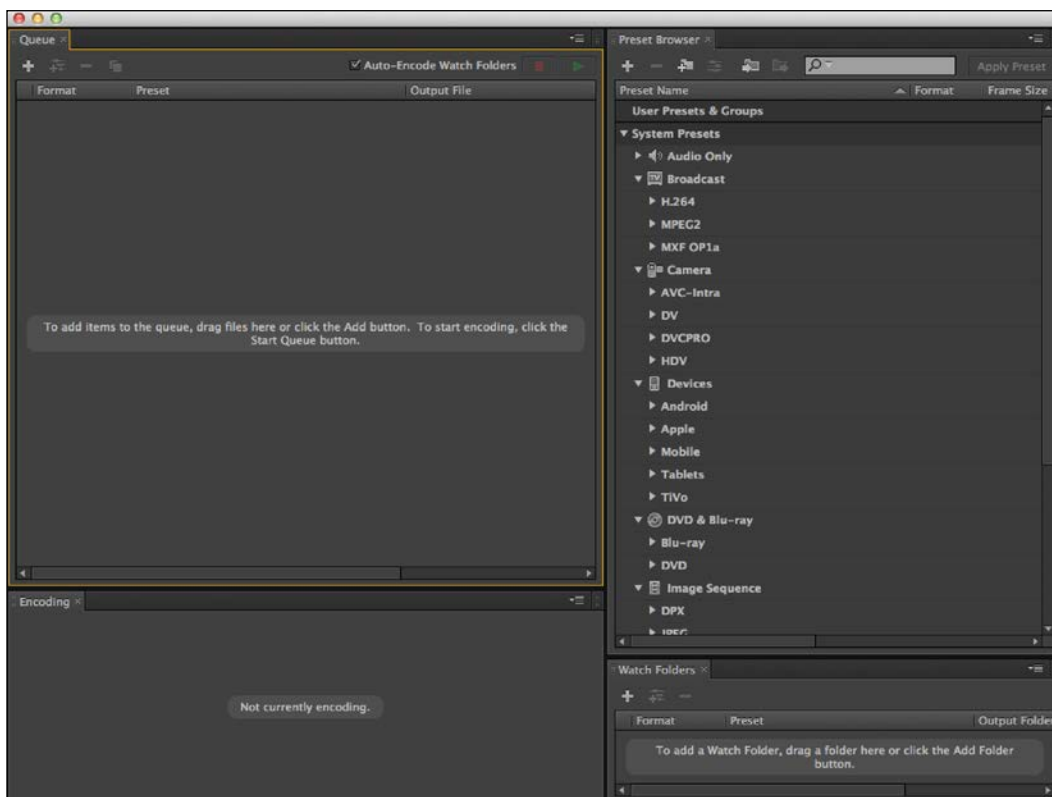 Queue
Auto-Encode Watch Folders
Format Preset Output File
To add items to the queue, drag files here or click the Add button. To start encoding, click the
Start Queue button.
Encoding
Not currently encoding.
Preset Browser
Apply Preset
Preset Name Format Frame Size
User Presets & Groups
System Presets
Audio Only
TV Broadcast
H.264
MPEG2
MXF OP1a
Camera
AVC-Intra
DV
DVCPRO
HDV
Devices
Android
Apple
Mobile
Tablets
TiVo
DVD & Blu-ray
Blu-ray
DVD
Image Sequence
DPX
JPEG
Watch Folders
Format Preset Output Folder
To add a Watch Folder, drag a folder here or click the Add Folder
button.